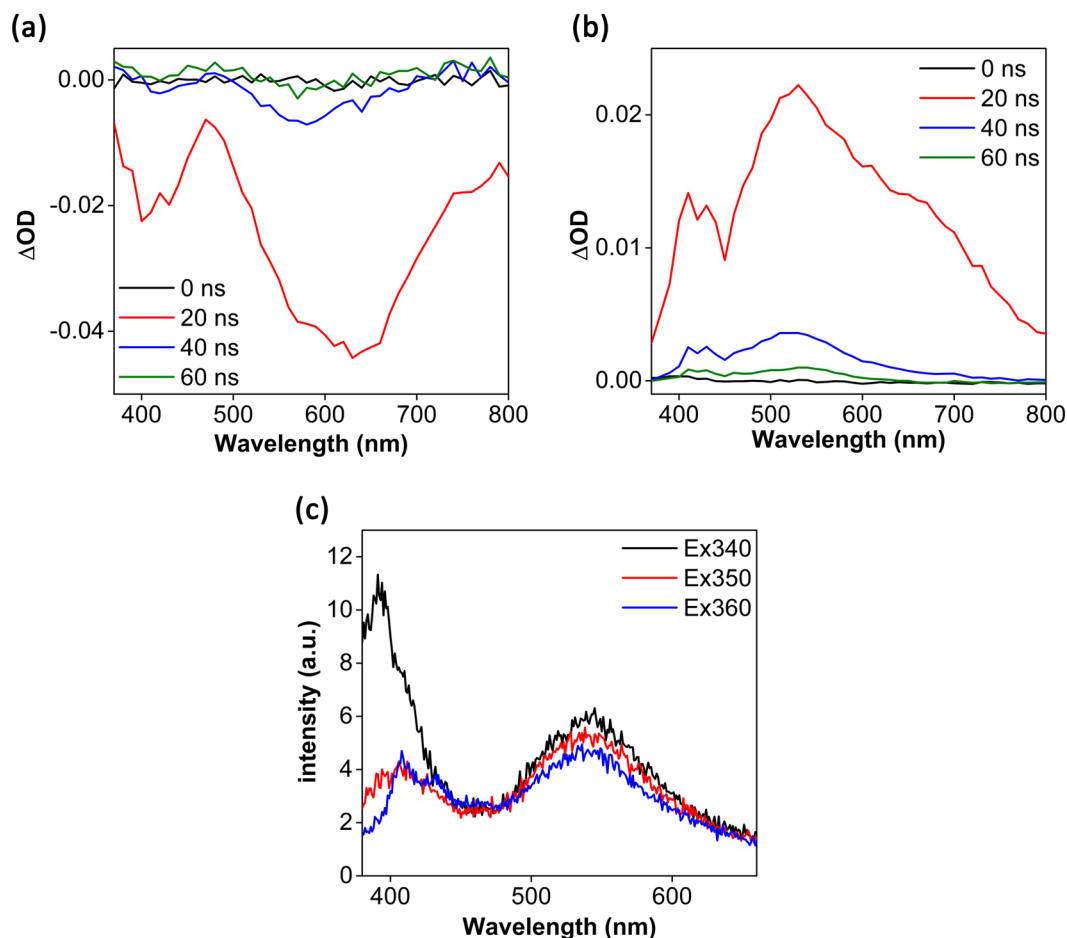 (a)
0.00
-0.02
-0.04
ΔOD
0 ns
20 ns
40 ns
60 ns
400 500 600 700 800
Wavelength (nm)
(b)
0.02
0.01
0.00
ΔOD
0 ns
20 ns
40 ns
60 ns
400 500 600 700 800
Wavelength (nm)
(c)
12
10
8
6
4
2
0
intensity (a.u.)
Ex340
Ex350
Ex360
400 500 600
Wavelength (nm)